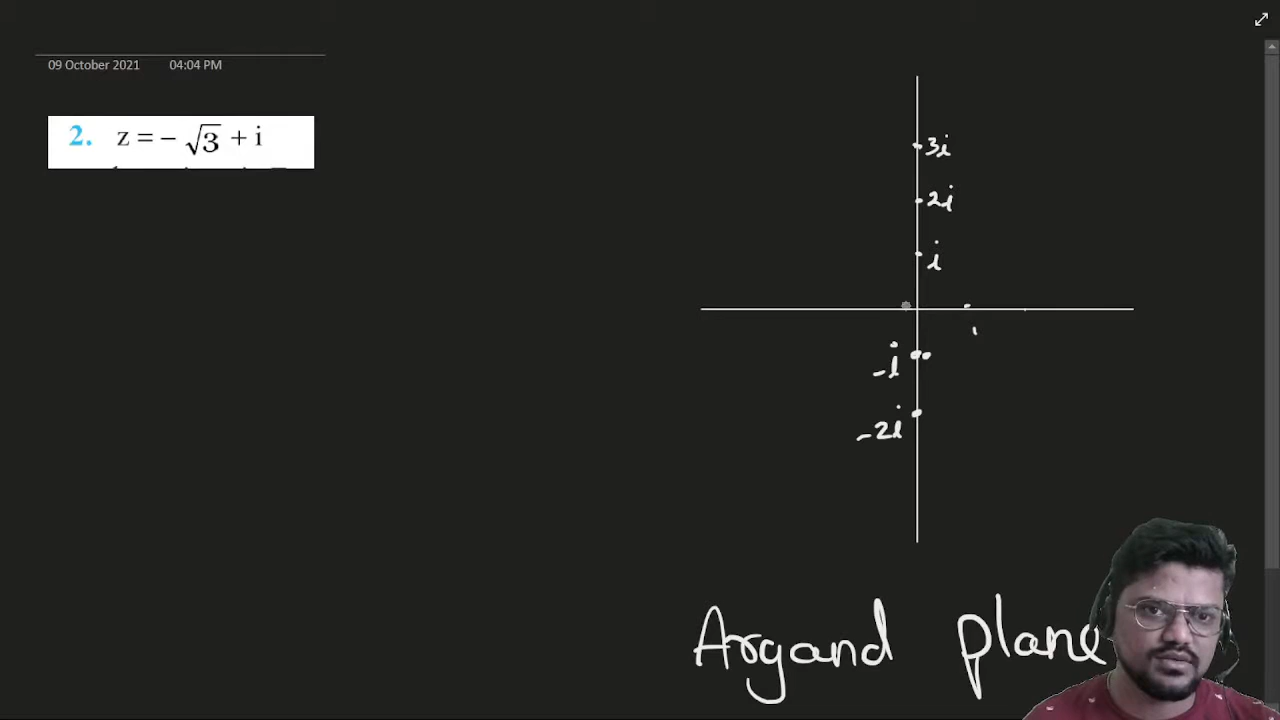 09 October 2021 04:04 PM
2. z = − √3 + i
3i
2i
i
-i
-2i
Argand plane